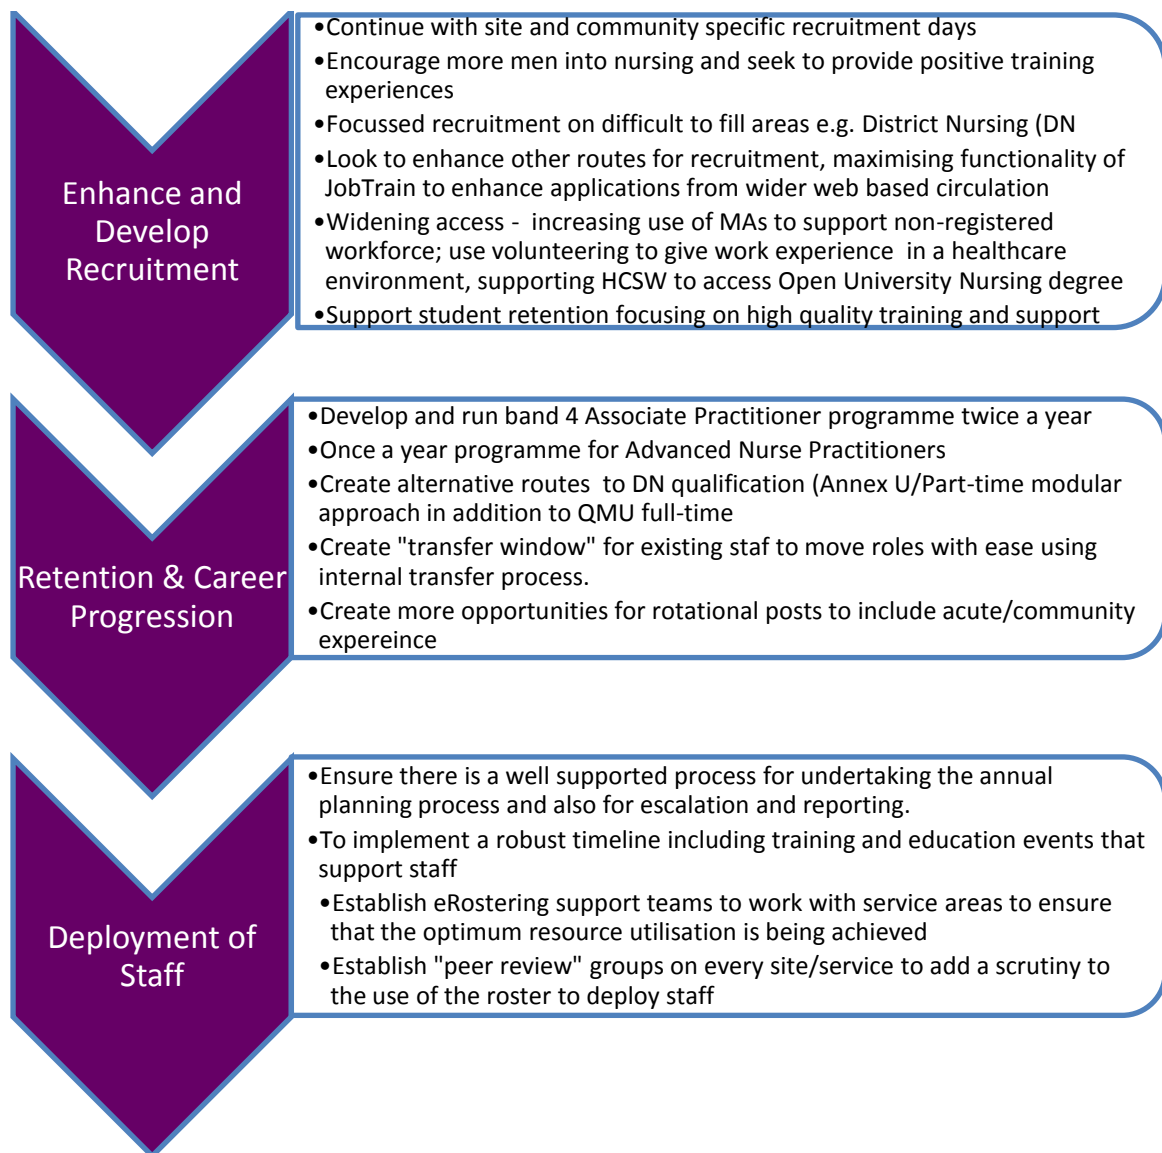 Enhance and
Develop
Recruitment
•Continue with site and community specific recruitment days
•Encourage more men into nursing and seek to provide positive training
experiences
•Focussed recruitment on difficult to fill areas e.g. District Nursing (DN
•Look to enhance other routes for recruitment, maximising functionality of
JobTrain to enhance applications from wider web based circulation
•Widening access - increasing use of MAs to support non-registered
workforce; use volunteering to give work experience in a healthcare
environment, supporting HCSW to access Open University Nursing degree
•Support student retention focusing on high quality training and support
Retention & Career
Progression
•Develop and run band 4 Associate Practitioner programme twice a year
•Once a year programme for Advanced Nurse Practitioners
•Create alternative routes to DN qualification (Annex U/Part-time modular
approach in addition to QMU full-time
•Create "transfer window" for existing staf to move roles with ease using
internal transfer process.
•Create more opportunities for rotational posts to include acute/community
expereince
Deployment of
Staff
•Ensure there is a well supported process for undertaking the annual
planning process and also for escalation and reporting.
•To implement a robust timeline including training and education events that
support staff
•Establish eRostering support teams to work with service areas to ensure
that the optimum resource utilisation is being achieved
•Establish "peer review" groups on every site/service to add a scrutiny to
the use of the roster to deploy staff